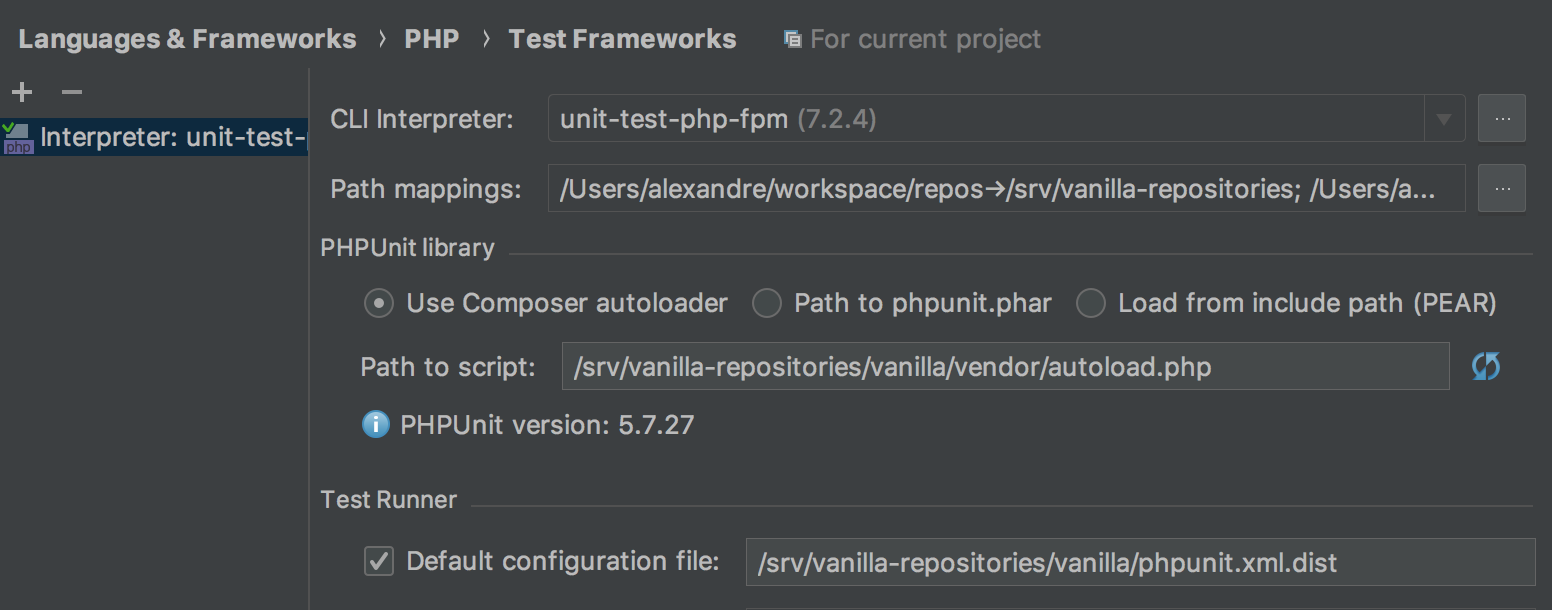 Languages & Frameworks › PHP › Test Frameworks For current project
+ −
php Interpreter: unit-test-
CLI Interpreter: unit-test-php-fpm (7.2.4) ...
Path mappings: /Users/alexandre/workspace/repos→/srv/vanilla-repositories; /Users/a... ...
PHPUnit library
Use Composer autoloader Path to phpunit.phar Load from include path (PEAR)
Path to script: /srv/vanilla-repositories/vanilla/vendor/autoload.php
i PHPUnit version: 5.7.27
Test Runner
Default configuration file: /srv/vanilla-repositories/vanilla/phpunit.xml.dist